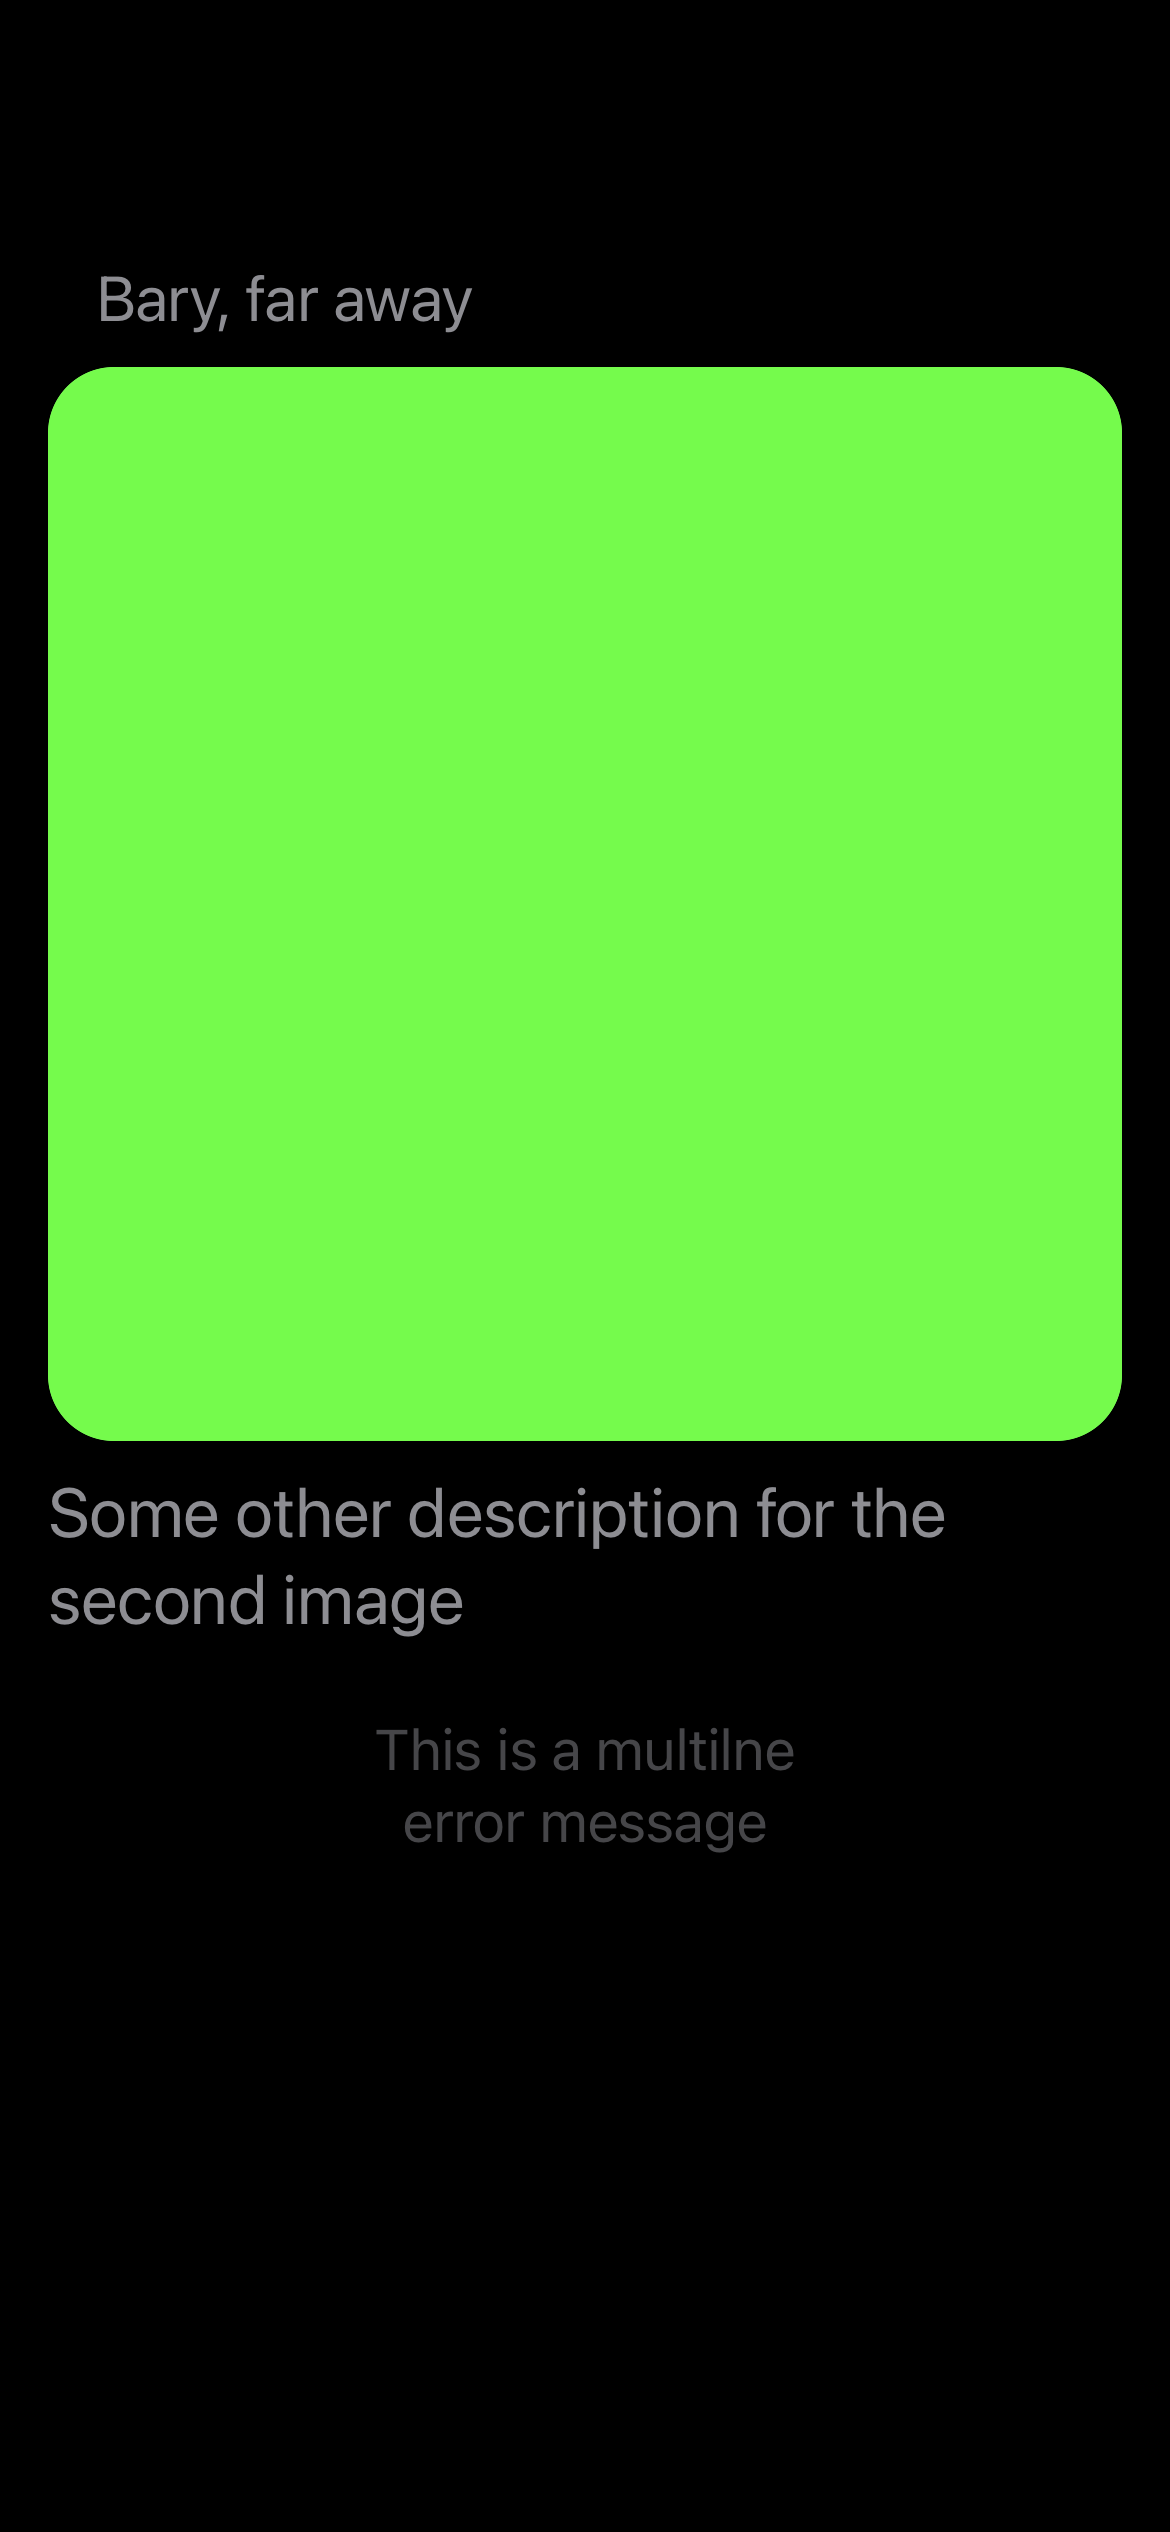 Bary, far away
Some other description for the
second image
This is a multilne
error message